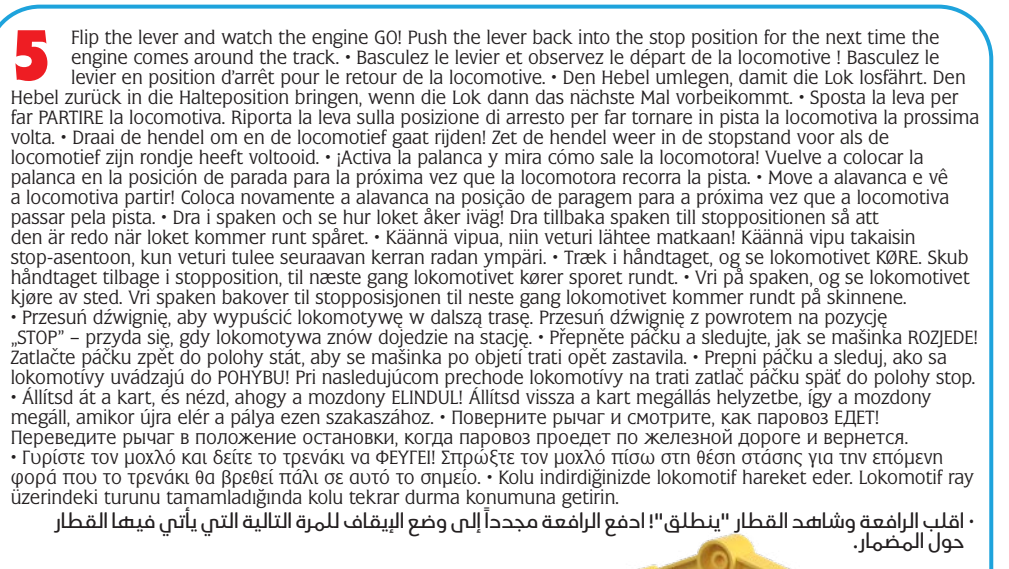 5 Flip the lever and watch the engine GO! Push the lever back into the stop position for the next time the
engine comes around the track. • Basculez le levier et observez le départ de la locomotive ! Basculez le
levier en position d'arrêt pour le retour de la locomotive. • Den Hebel umlegen, damit die Lok losfährt. Den
Hebel zurück in die Halteposition bringen, wenn die Lok dann das nächste Mal vorbeikommt. • Sposta la leva per
far PARTIRE la locomotiva. Riporta la leva sulla posizione di arresto per far tornare in pista la locomotiva la prossima
volta. • Draai de hendel om en de locomotief gaat rijden! Zet de hendel weer in de stopstand voor als de
locomotief zijn rondje heeft voltooid. • ¡Activa la palanca y mira cómo sale la locomotora! Vuelve a colocar la
palanca en la posición de parada para la próxima vez que la locomotora recorra la pista. • Move a alavanca e vê
a locomotiva partir! Coloca novamente a alavanca na posição de paragem para a próxima vez que a locomotiva
passar pela pista. • Dra i spaken och se hur loket åker iväg! Dra tillbaka spaken till stoppositionen så att
den är redo när loket kommer runt spåret. • Käännä vipua, niin veturi lähtee matkaan! Käännä vipu takaisin
stop-asentoon, kun veturi tulee seuraavan kerran radan ympäri. • Træk i håndtaget, og se lokomotivet KØRE. Skub
håndtaget tilbage i stopposition, til næste gang lokomotivet kører sporet rundt. • Vri på spaken, og se lokomotivet
kjøre av sted. Vri spaken bakover til stopposisjonen til neste gang lokomotivet kommer rundt på skinnene.
• Przesuń dźwignię, aby wypuścić lokomotywę w dalszą trasę. Przesuń dźwignię z powrotem na pozycję
„STOP” – przyda się, gdy lokomotywa znów dojedzie na stację. • Přepněte páčku a sledujte, jak se mašinka ROZJEDE!
Zatlačte páčku zpět do polohy stát, aby se mašinka po objetí trati opět zastavila. • Prepni páčku a sleduj, ako sa
lokomotívy uvádzajú do POHYBU! Pri nasledujúcom prechode lokomotívy na trati zatlač páčku späť do polohy stop.
• Állítsd át a kart, és nézd, ahogy a mozdony ELINDUL! Állítsd vissza a kart megállás helyzetbe, így a mozdony
megáll, amikor újra elér a pálya ezen szakaszához. • Поверните рычаг и смотрите, как паровоз ЕДЕТ!
Переведите рычаг в положение остановки, когда паровоз проедет по железной дороге и вернется.
• Γυρίστε τον μοχλό και δείτε το τρενάκι να ΦΕΥΓΕΙ! Σπρώξτε τον μοχλό πίσω στη θέση στάσης για την επόμενη
φορά που το τρενάκι θα βρεθεί πάλι σε αυτό το σημείο. • Kolu indirdiğinizde lokomotif hareket eder. Lokomotif ray
üzerindeki turunu tamamladığında kolu tekrar durma konumuna getirin.
• اقلب الرافعة وشاهد القطار "ينطلق"! ادفع الرافعة مجدداً إلى وضع الإيقاف للمرة التالية التي يأتي فيها القطار
حول المضمار.